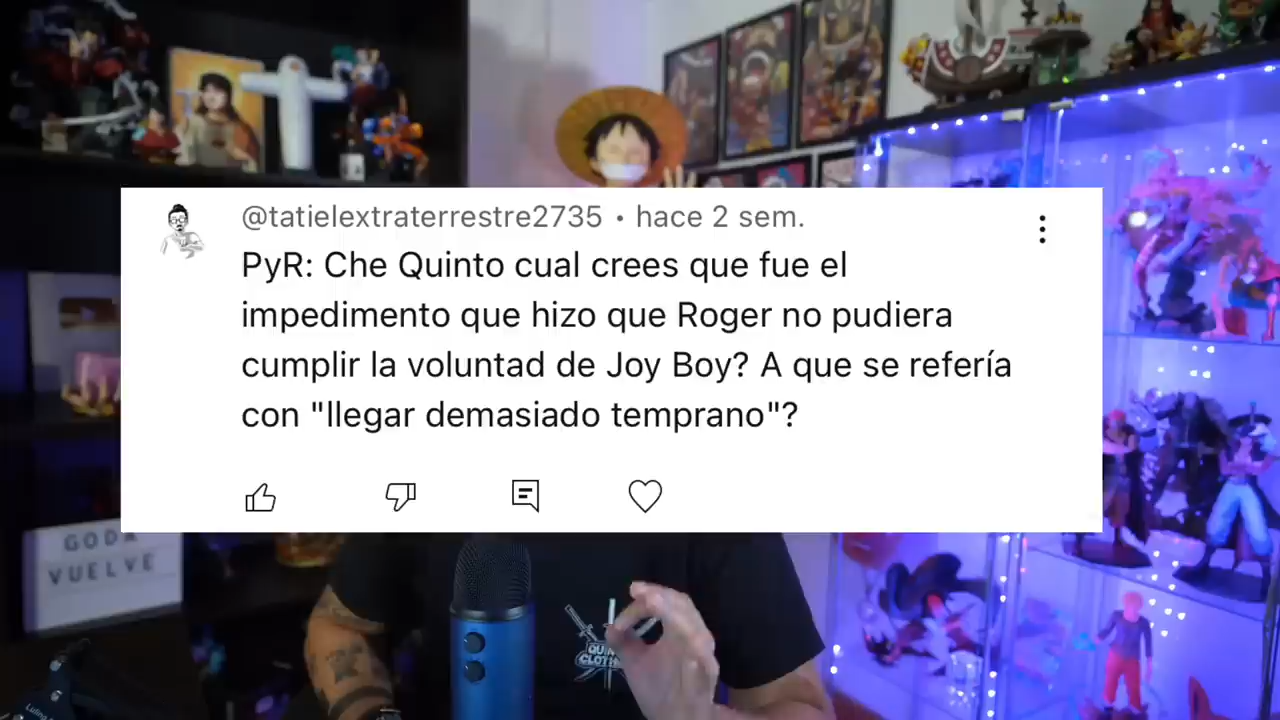 @tatielextraterrestre2735 • hace 2 sem.
PyR: Che Quinto cual crees que fue el
impedimento que hizo que Roger no pudiera
cumplir la voluntad de Joy Boy? A que se refería
con "llegar demasiado temprano"?
GODA
VUELVE